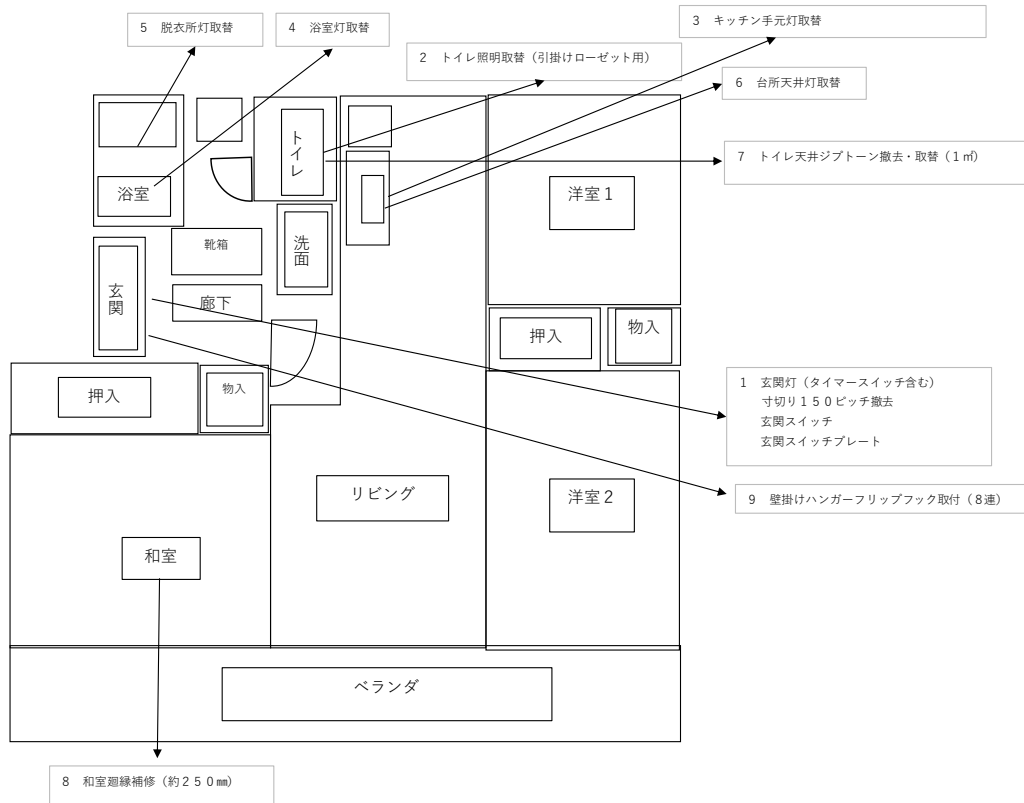 5 脱衣所灯取替
4 浴室灯取替
3 キッチン手元灯取替
2 トイレ照明取替（引掛けローゼット用）
6 台所天井灯取替
7 トイレ天井ジプトーン撤去・取替（1㎡）
トイレ
浴室
洋室１
靴箱
洗面
玄関
廊下
押入
物入
押入
物入
1 玄関灯（タイマースイッチ含む）
寸切り１５０ピッチ撤去
玄関スイッチ
玄関スイッチプレート
リビング
洋室２
9 壁掛けハンガーフリップフック取付（８連）
和室
ベランダ
8 和室廻縁補修（約２５０㎜）